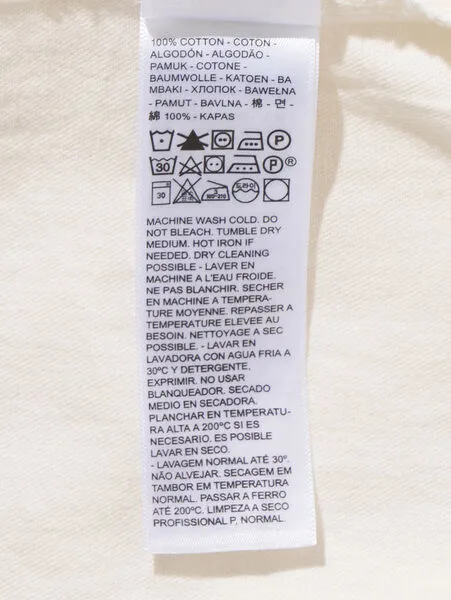 100% COTTON - COTON -
ALGODÓN - ALGODÃO -
PAMUK - COTONE -
BAUMWOLLE - KATOEN - BA
MBAKI - ХЛОПОК - BAWEŁNA
- PAMUT - BAVLNA - 棉 - 면 -
綿 100% - KAPAS
P
30 P®
30 드라이
MACHINE WASH COLD. DO
NOT BLEACH. TUMBLE DRY
MEDIUM. HOT IRON IF
NEEDED. DRY CLEANING
POSSIBLE - LAVER EN
MACHINE A L'EAU FROIDE.
NE PAS BLANCHIR. SECHER
EN MACHINE A TEMPERA-
TURE MOYENNE. REPASSER A
TEMPERATURE ELEVEE AU
BESOIN. NETTOYAGE A SEC
POSSIBLE. - LAVAR EN
LAVADORA CON AGUA FRIA A
30ºC Y DETERGENTE.
EXPRIMIR. NO USAR
BLANQUEADOR. SECADO
MEDIO EN SECADORA.
PLANCHAR EN TEMPERATU-
RA ALTA A 200ºC SI ES
NECESARIO. ES POSIBLE
LAVAR EN SECO.
- LAVAGEM NORMAL ATÉ 30º.
NÃO ALVEJAR. SECAGEM EM
TAMBOR EM TEMPERATURA
NORMAL. PASSAR A FERRO
ATÉ 200ºC. LIMPEZA A SECO
PROFISSIONAL P, NORMAL.